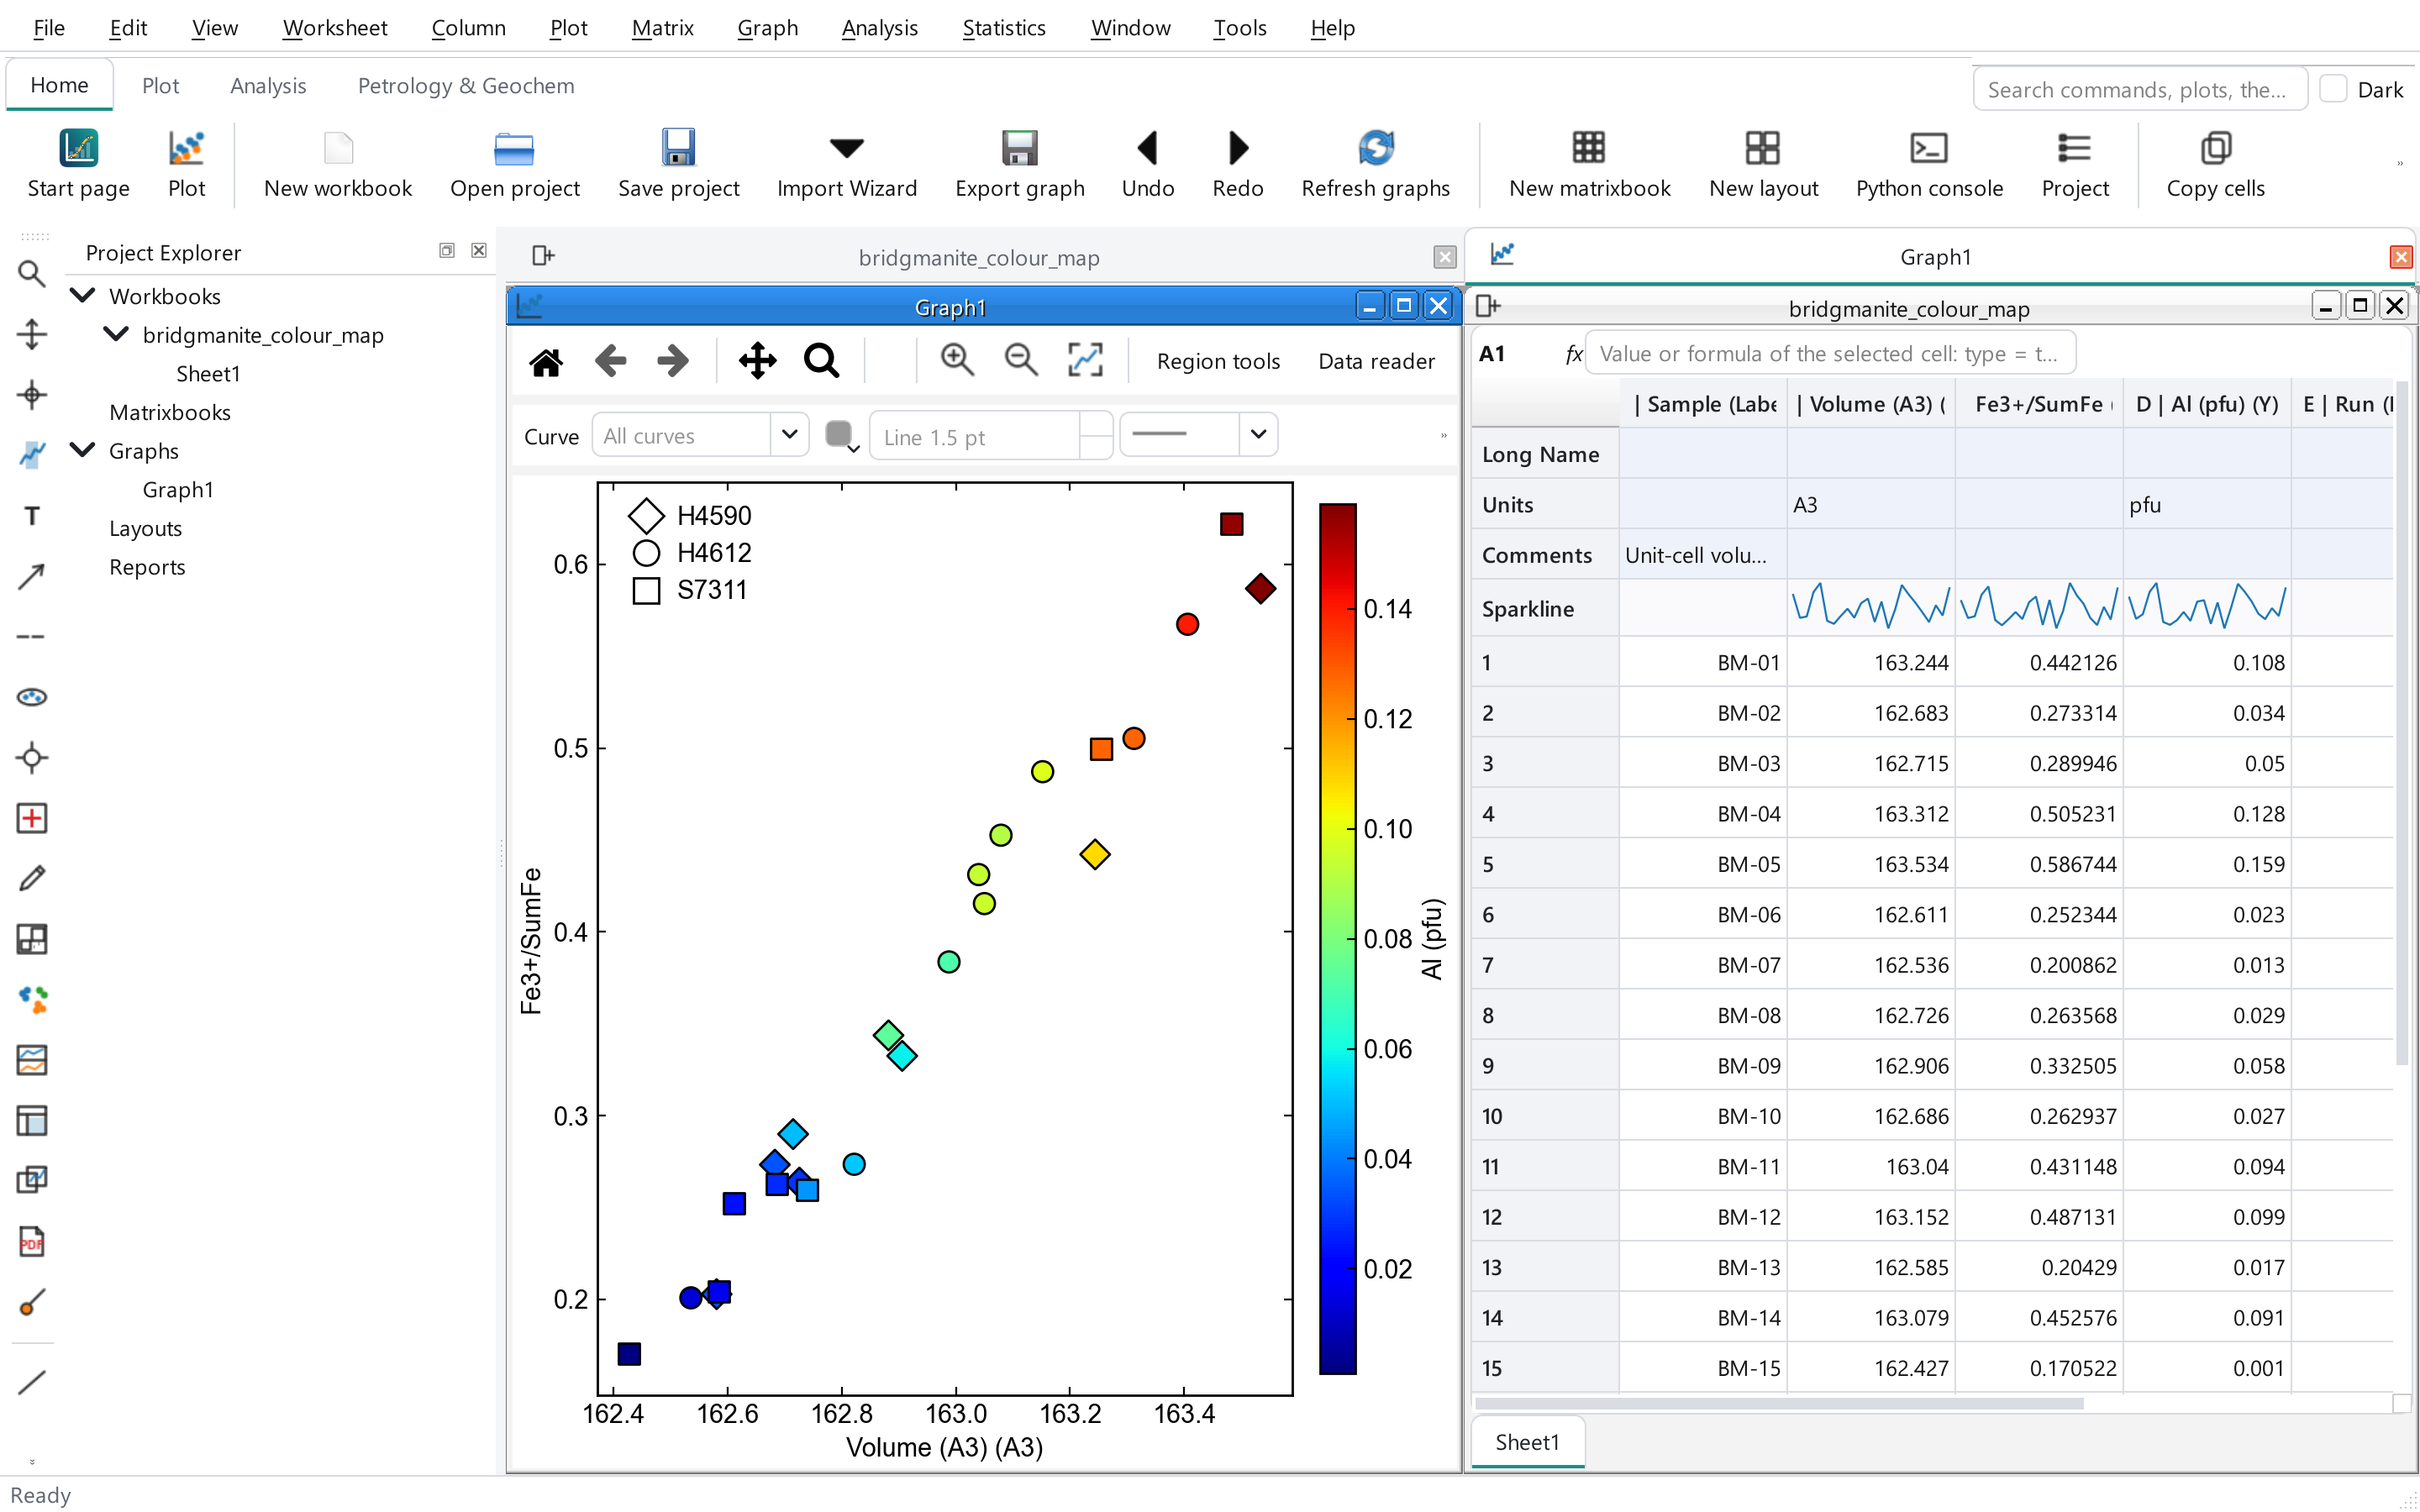 File Edit View Worksheet Column Plot Matrix Graph Analysis Statistics Window Tools Help
Home Plot Analysis Petrology & Geochem Search commands, plots, the... Dark
Start page Plot New workbook Open project Save project Import Wizard Export graph Undo Redo Refresh graphs New matrixbook New layout Python console Project Copy cells »
Project Explorer
Workbooks
bridgmanite_colour_map
Sheet1
Matrixbooks
Graphs
Graph1
Layouts
Reports
T
PDF
bridgmanite_colour_map
Graph1
Region tools Data reader
Curve All curves Line 1.5 pt »
H4590
H4612
S7311
0.6
0.5
0.4
0.3
0.2
Fe3+/SumFe
162.4 162.6 162.8 163.0 163.2 163.4
Volume (A3) (A3)
0.14
0.12
0.10
0.08
0.06
0.04
0.02
Al (pfu)
Graph1
bridgmanite_colour_map
A1 fx Value or formula of the selected cell: type = t...
| Sample (Labe | Volume (A3) ( Fe3+/SumFe ( D | Al (pfu) (Y) E | Run (
Long Name
Units A3 pfu
Comments Unit-cell volu...
Sparkline
1 BM-01 163.244 0.442126 0.108
2 BM-02 162.683 0.273314 0.034
3 BM-03 162.715 0.289946 0.05
4 BM-04 163.312 0.505231 0.128
5 BM-05 163.534 0.586744 0.159
6 BM-06 162.611 0.252344 0.023
7 BM-07 162.536 0.200862 0.013
8 BM-08 162.726 0.263568 0.029
9 BM-09 162.906 0.332505 0.058
10 BM-10 162.686 0.262937 0.027
11 BM-11 163.04 0.431148 0.094
12 BM-12 163.152 0.487131 0.099
13 BM-13 162.585 0.20429 0.017
14 BM-14 163.079 0.452576 0.091
15 BM-15 162.427 0.170522 0.001
Sheet1
Ready